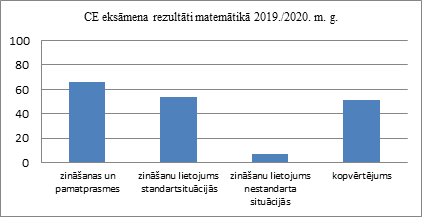 CE eksāmena rezultāti matemātikā 2019./2020. m. g.
100
80
60
40
20
0
zināšanas un
pamatprasmes
zināšanu lietojums
standartsituācijās
zināšanu lietojums
nestandarta
situācijās
kopvērtējums